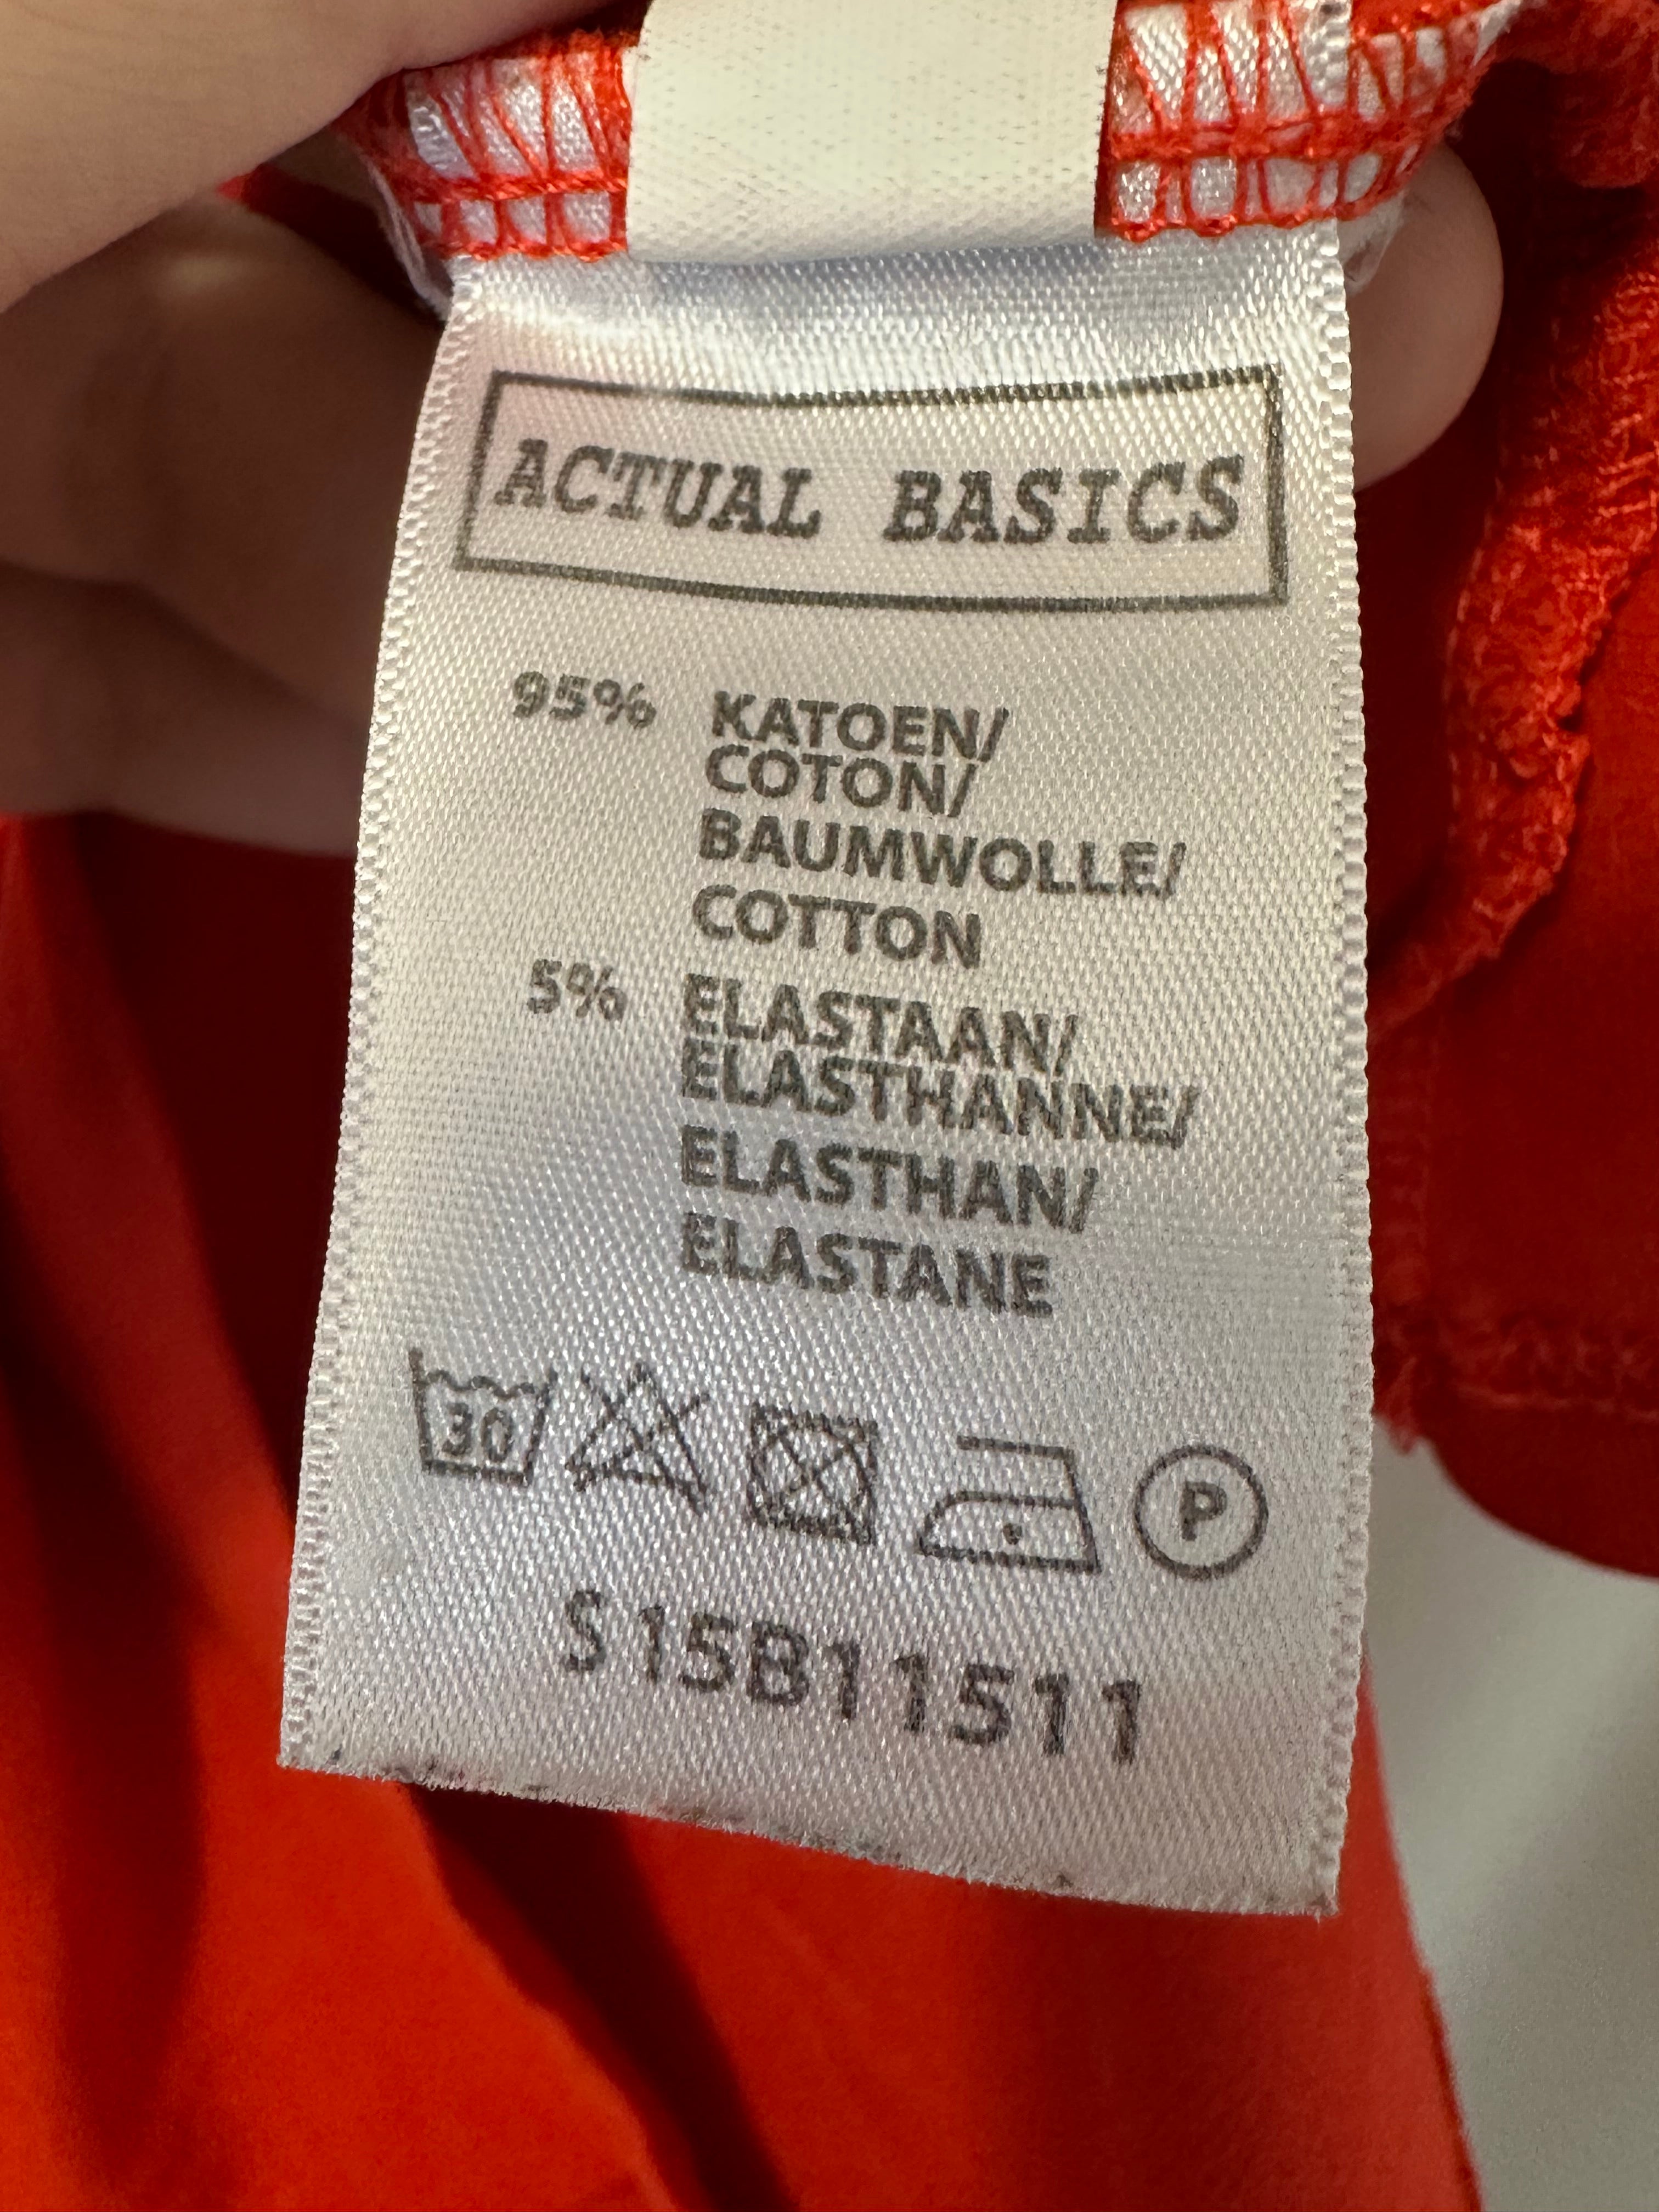 ACTUAL BASICS
95% KATOEN/
COTON/
BAUMWOLLE/
COTTON
5% ELASTAAN/
ELASTHANNE/
ELASTHAN/
ELASTANE
30
P
S15B11511